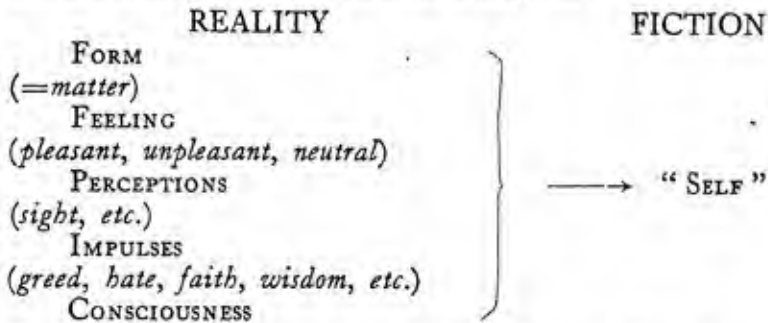 REALITY FICTION
FORM
(=matter)
FEELING
(pleasant, unpleasant, neutral)
PERCEPTIONS
(sight, etc.) → “ SELF ”
IMPULSES
(greed, hate, faith, wisdom, etc.)
CONSCIOUSNESS